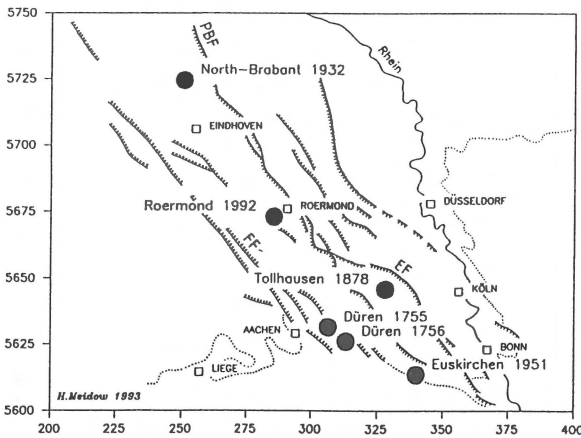 5750
PBF
Rhein
North-Brabant 1932
5725
EINDHOVEN
5700
5675
DÜSSELDORF
ROERMOND
Roermond 1992
FF
EF
5650
Tollhausen 1878
KÖLN
Düren 1755
Düren 1756
AACHEN
5625
BONN
Euskirchen 1951
LIEGE
H.Meidow 1993
5600
200 225 250 275 300 325 350 375 400